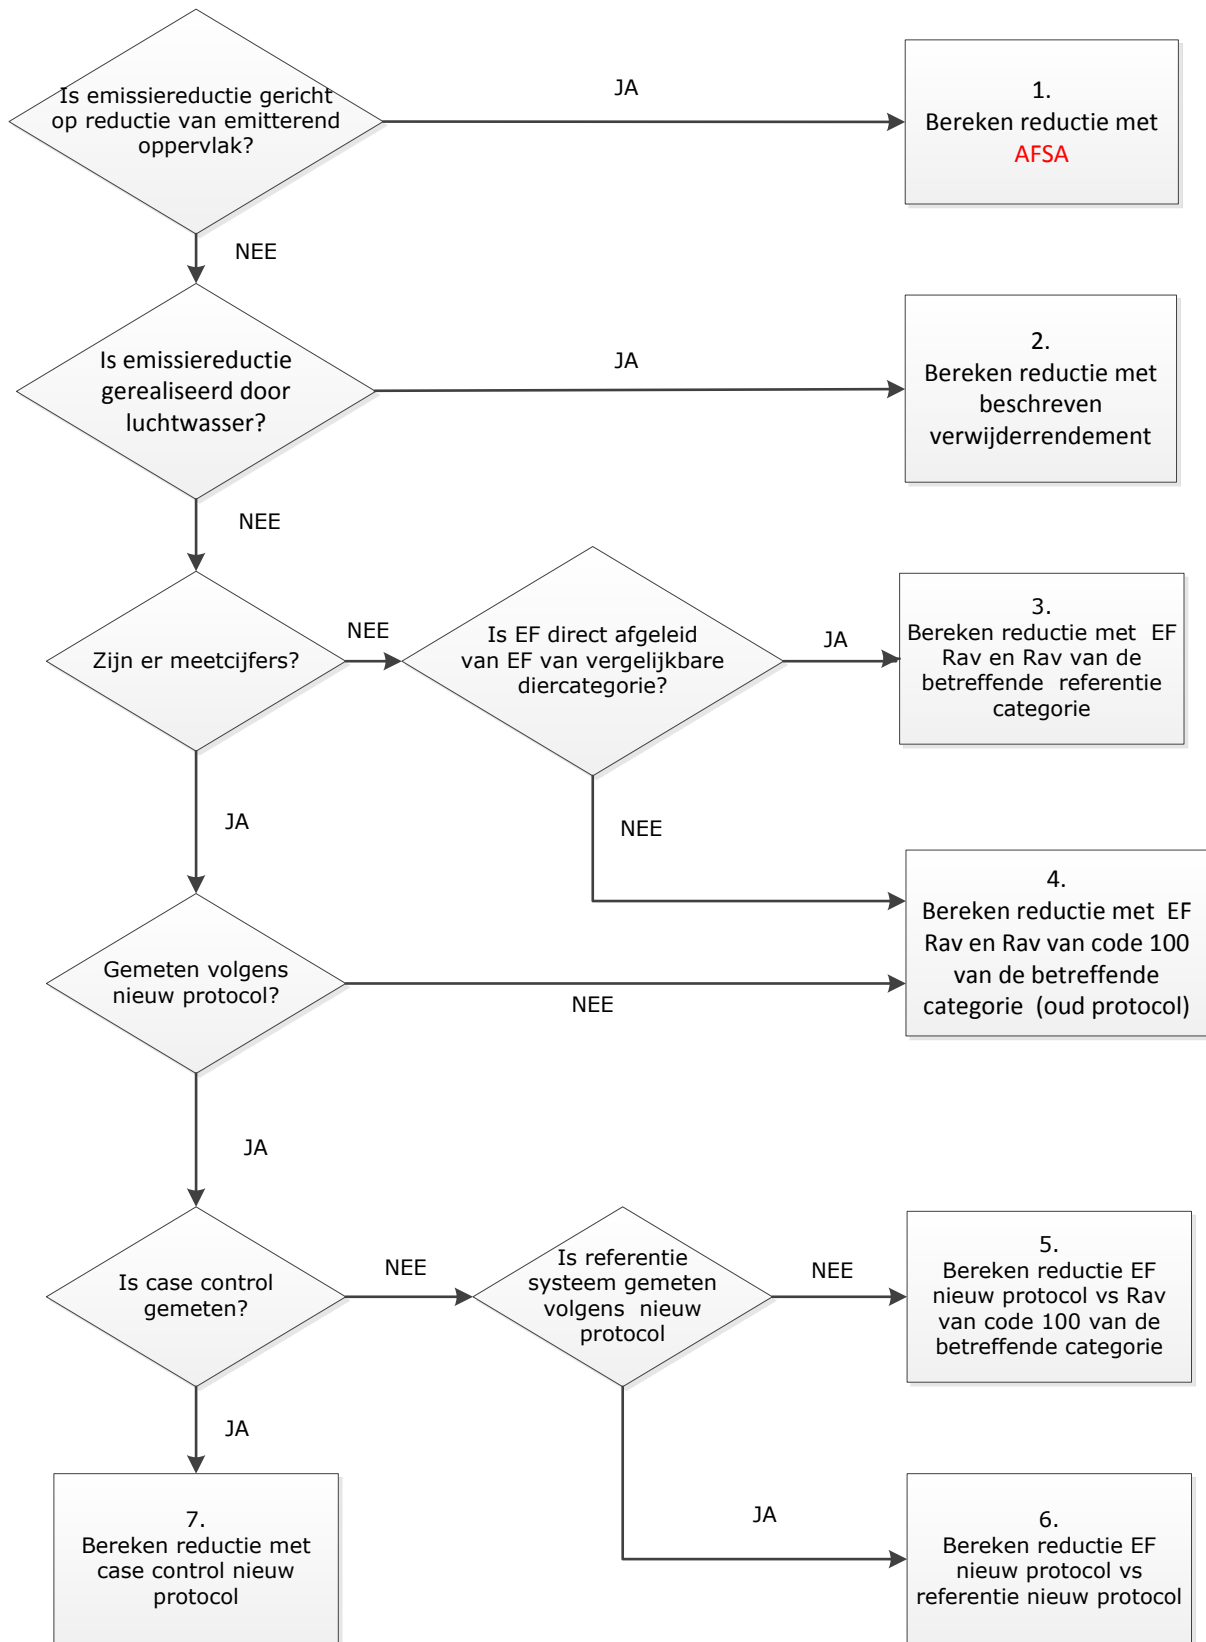 Is emissiereductie gericht
op reductie van emitterend
oppervlak?
JA
1.
Bereken reductie met
AFSA
NEE
Is emissiereductie
gerealiseerd door
luchtwasser?
JA
2.
Bereken reductie met
beschreven
verwijderrendement
NEE
Zijn er meetcijfers?
NEE
Is EF direct afgeleid
van EF van vergelijkbare
diercategorie?
JA
3.
Bereken reductie met EF
Rav en Rav van de
betreffende referentie
categorie
JA
NEE
4.
Bereken reductie met EF
Rav en Rav van code 100
van de betreffende
categorie (oud protocol)
Gemeten volgens
nieuw protocol?
NEE
JA
Is case control
gemeten?
NEE
Is referentie
systeem gemeten
volgens nieuw
protocol
NEE
5.
Bereken reductie EF
nieuw protocol vs Rav
van code 100 van de
betreffende categorie
JA
7.
Bereken reductie met
case control nieuw
protocol
JA
6.
Bereken reductie EF
nieuw protocol vs
referentie nieuw protocol